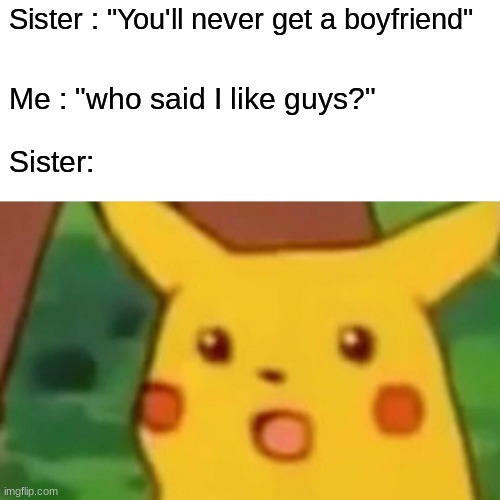 Sister : "You'll never get a boyfriend"
Me : "who said I like guys?"
Sister:
imgflip.com